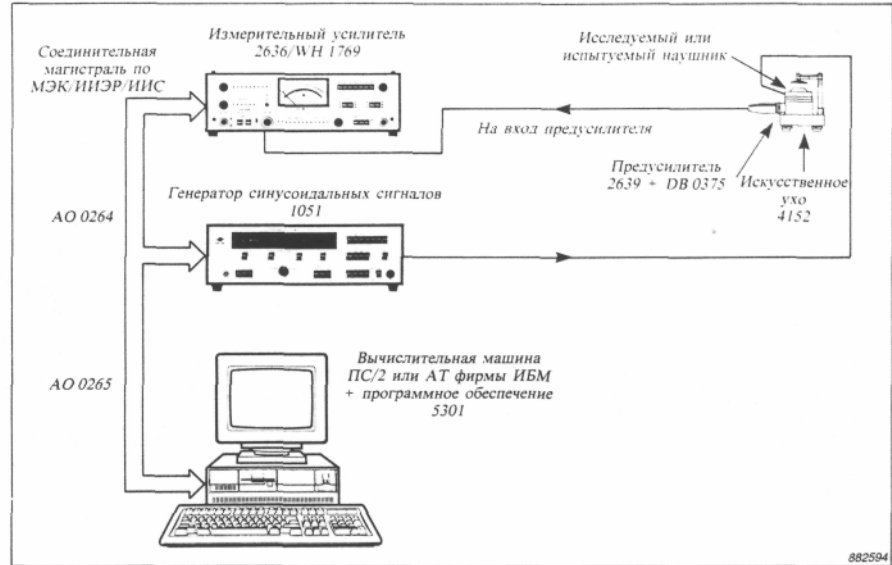 Соединительная
магистраль по
МЭК/ИИЭР/ИИС
Измерительный усилитель
2636/WH 1769
Исследуемый или
испытуемый наушник
На вход предусилителя
Предусилитель
2639 + DB 0375
Искусственное
ухо
4152
АО 0264
Генератор синусоидальных сигналов
1051
АО 0265
Вычислительная машина
ПС/2 или АТ фирмы ИБМ
+ программное обеспечение
5301
882594